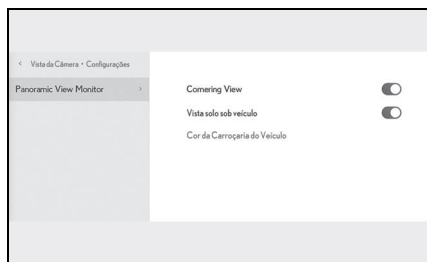 < Vista da Câmera • Configurações
Panoramic View Monitor >
Cornering View
Vista solo sob veículo
Cor da Carroçaria do Veículo